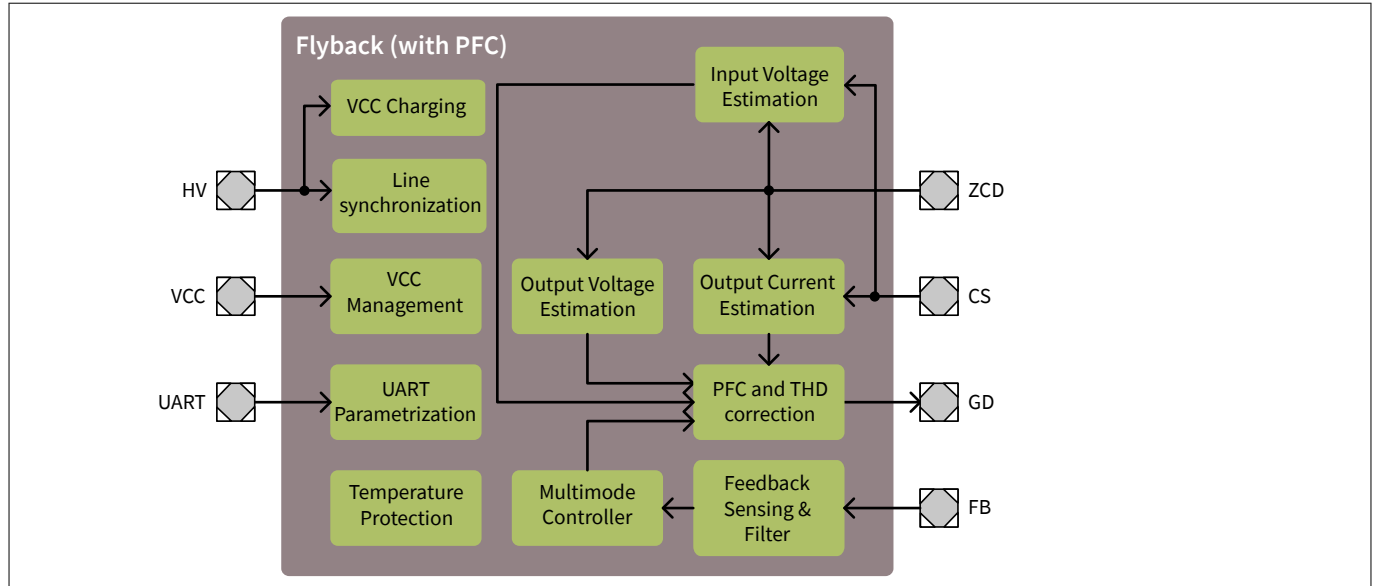 Flyback (with PFC)
Input Voltage
Estimation
VCC Charging
HV
Line
synchronization
ZCD
VCC
VCC
Management
Output Voltage
Estimation
Output Current
Estimation
CS
UART
UART
Parametrization
PFC and THD
correction
GD
Temperature
Protection
Multimode
Controller
Feedback
Sensing &
Filter
FB